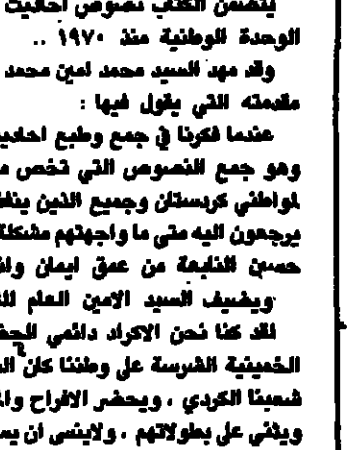 يتضمن الكتاب نصوص احاديث
الوحدة الوطنية منذ ١٩٧٠ ..
وقد مهد السيد محمد امين محمد
مقدمته التي يقول فيها :
عندما فكرنا في جمع وطبع احاديث
وهو جمع النصوص التي تخص
لمواطني كردستان وجميع الذين
يرجعون اليه متى ما واجهتهم مشكلة
حسين النابعة من عمق ايمان
ويضيف السيد الامين العام
لقد كنا نحن الاكراد دائمي
الخمينية الشرسة على وطننا كان
شعبنا الكردي ، ويحضر الافراح
ويثني على بطولاتهم ، ولاينسى ان